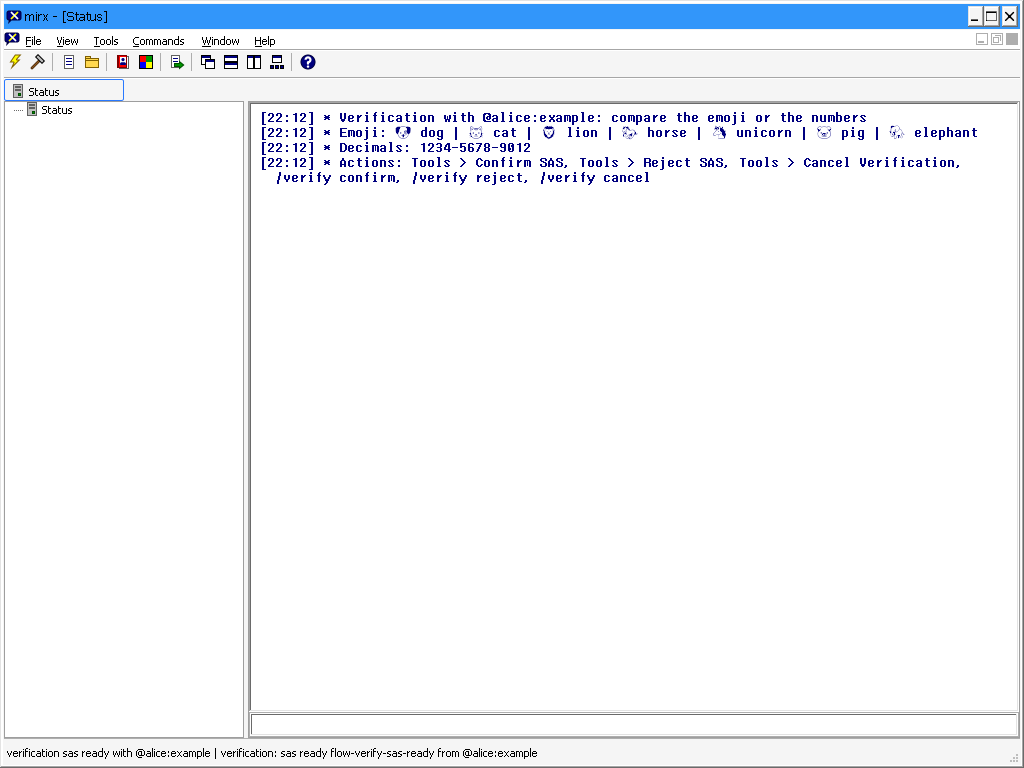 mirx - [Status]
File View Tools Commands Window Help
Status
Status
[22:12] * Verification with @alice:example: compare the emoji or the numbers
[22:12] * Emoji: 🐶 dog | 🐱 cat | 🦁 lion | 🐎 horse | 🦄 unicorn | 🐷 pig | 🐘 elephant
[22:12] * Decimals: 1234-5678-9012
[22:12] * Actions: Tools > Confirm SAS, Tools > Reject SAS, Tools > Cancel Verification,
/verify confirm, /verify reject, /verify cancel
verification sas ready with @alice:example | verification: sas ready flow-verify-sas-ready from @alice:example